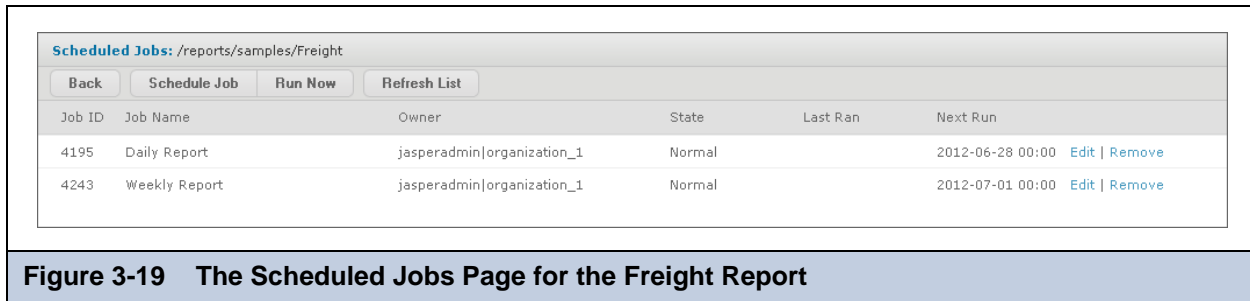 Scheduled Jobs: /reports/samples/Freight
Back Schedule Job Run Now Refresh List
Job ID Job Name Owner State Last Ran Next Run
4195 Daily Report jasperadmin|organization_1 Normal 2012-06-28 00:00 Edit | Remove
4243 Weekly Report jasperadmin|organization_1 Normal 2012-07-01 00:00 Edit | Remove
Figure 3-19 The Scheduled Jobs Page for the Freight Report